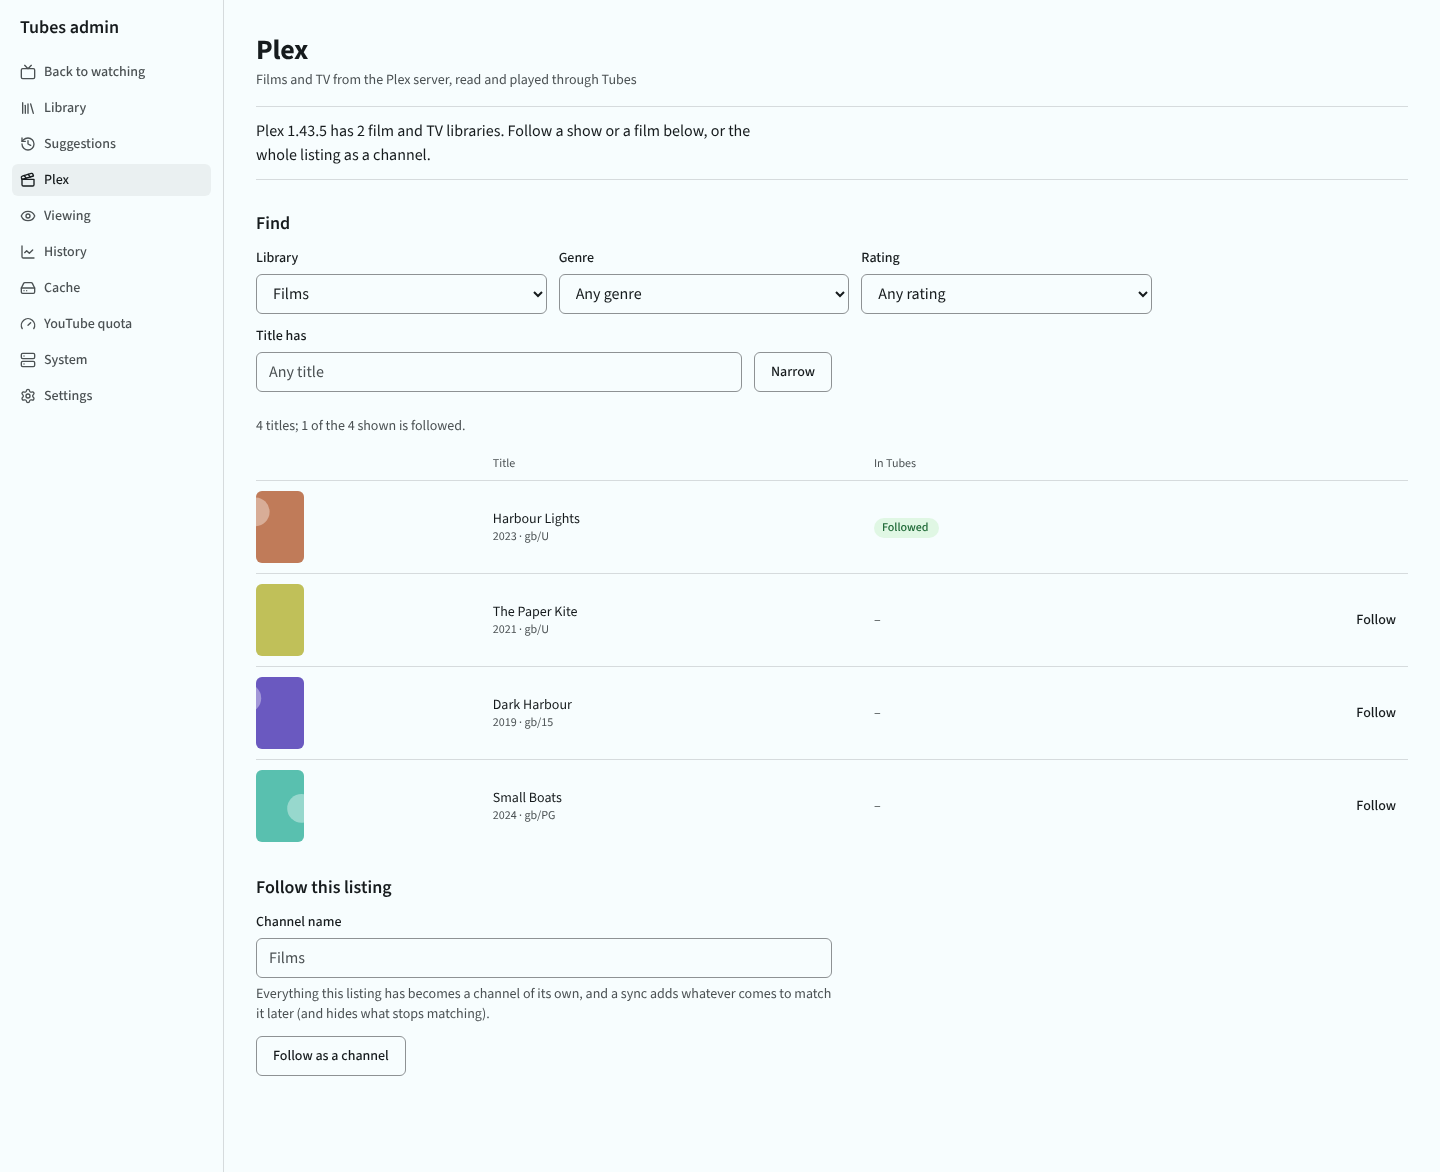 Tubes admin
Back to watching
Library
Suggestions
Plex
Viewing
History
Cache
YouTube quota
System
Settings
Plex
Films and TV from the Plex server, read and played through Tubes
Plex 1.43.5 has 2 film and TV libraries. Follow a show or a film below, or the
whole listing as a channel.
Find
Library Genre Rating
Films Any genre Any rating
Title has
Any title Narrow
4 titles; 1 of the 4 shown is followed.
Title In Tubes
Harbour Lights
2023 · gb/U
Followed
The Paper Kite
2021 · gb/U
– Follow
Dark Harbour
2019 · gb/15
– Follow
Small Boats
2024 · gb/PG
– Follow
Follow this listing
Channel name
Films
Everything this listing has becomes a channel of its own, and a sync adds whatever comes to match
it later (and hides what stops matching).
Follow as a channel